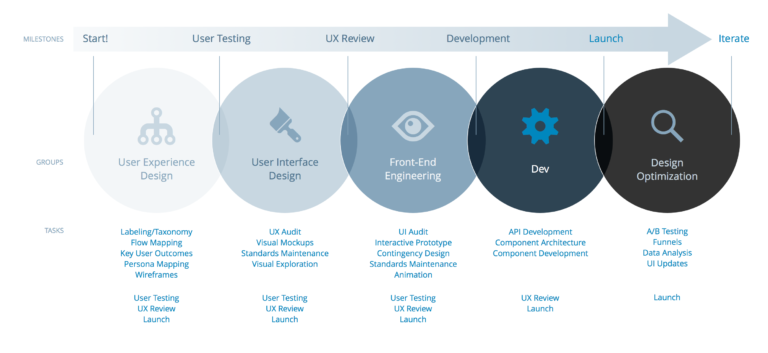 MILESTONES
Start!
User Testing
UX Review
Development
Launch
Iterate
GROUPS
User Experience
Design
User Interface
Design
Front-End
Engineering
Dev
Design
Optimization
TASKS
Labeling/Taxonomy
Flow Mapping
Key User Outcomes
Persona Mapping
Wireframes
User Testing
UX Review
Launch
UX Audit
Visual Mockups
Standards Maintenance
Visual Exploration
User Testing
UX Review
Launch
UI Audit
Interactive Prototype
Contingency Design
Standards Maintenance
Animation
User Testing
UX Review
Launch
API Development
Component Architecture
Component Development
UX Review
Launch
A/B Testing
Funnels
Data Analysis
UI Updates
Launch